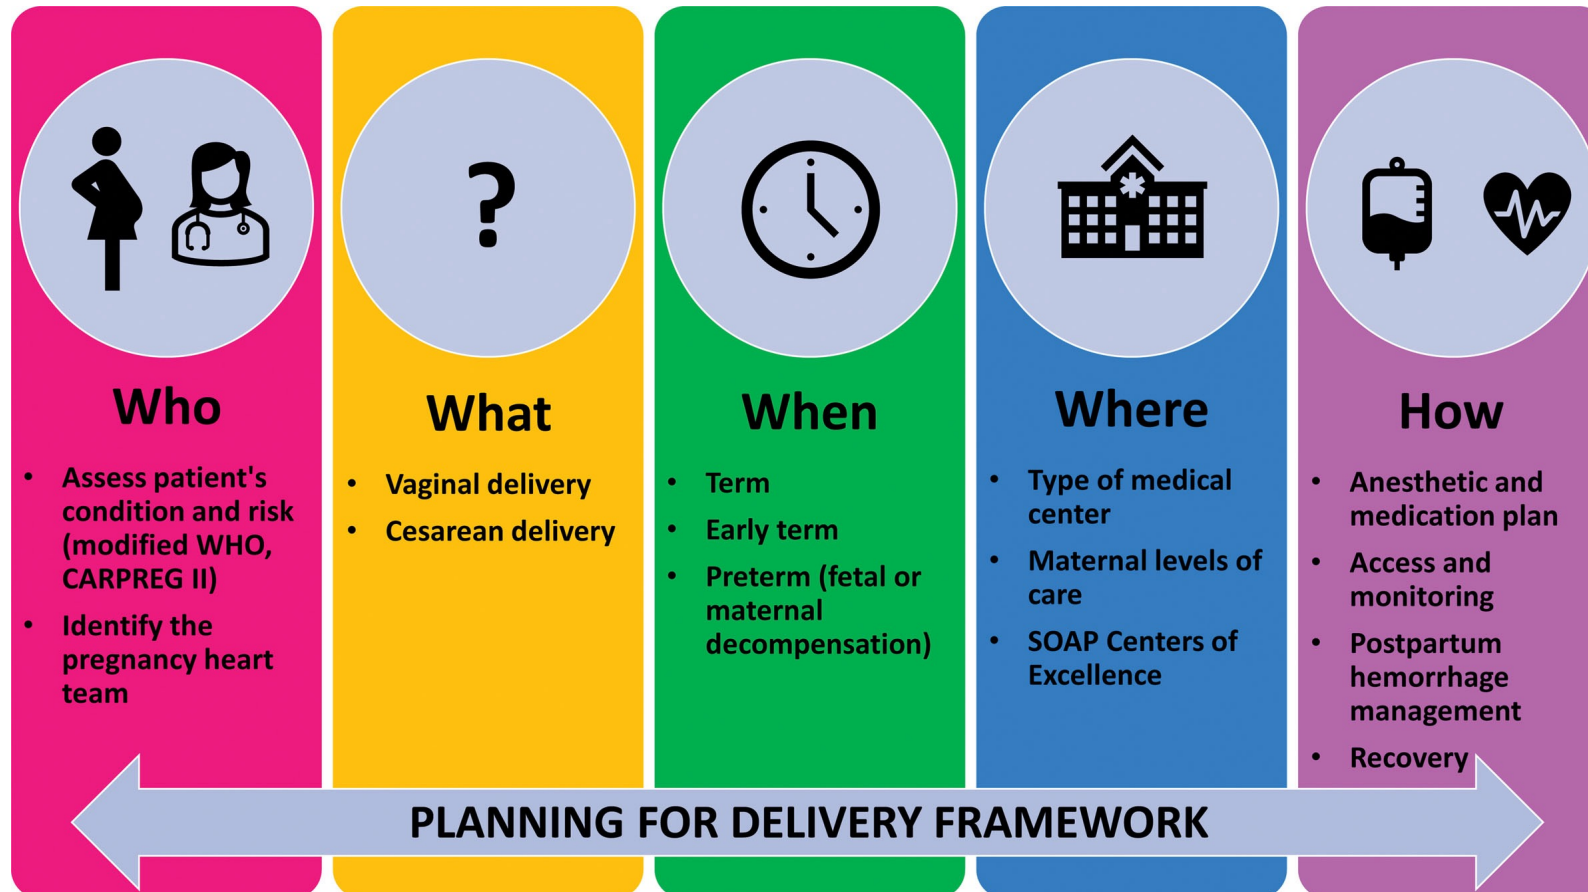 Who
• Assess patient's
condition and risk
(modified WHO,
CARPREG II)
• Identify the
pregnancy heart
team
?
What
• Vaginal delivery
• Cesarean delivery
When
• Term
• Early term
• Preterm (fetal or
maternal
decompensation)
Where
• Type of medical
center
• Maternal levels of
care
• SOAP Centers of
Excellence
How
• Anesthetic and
medication plan
• Access and
monitoring
• Postpartum
hemorrhage
management
• Recovery
PLANNING FOR DELIVERY FRAMEWORK